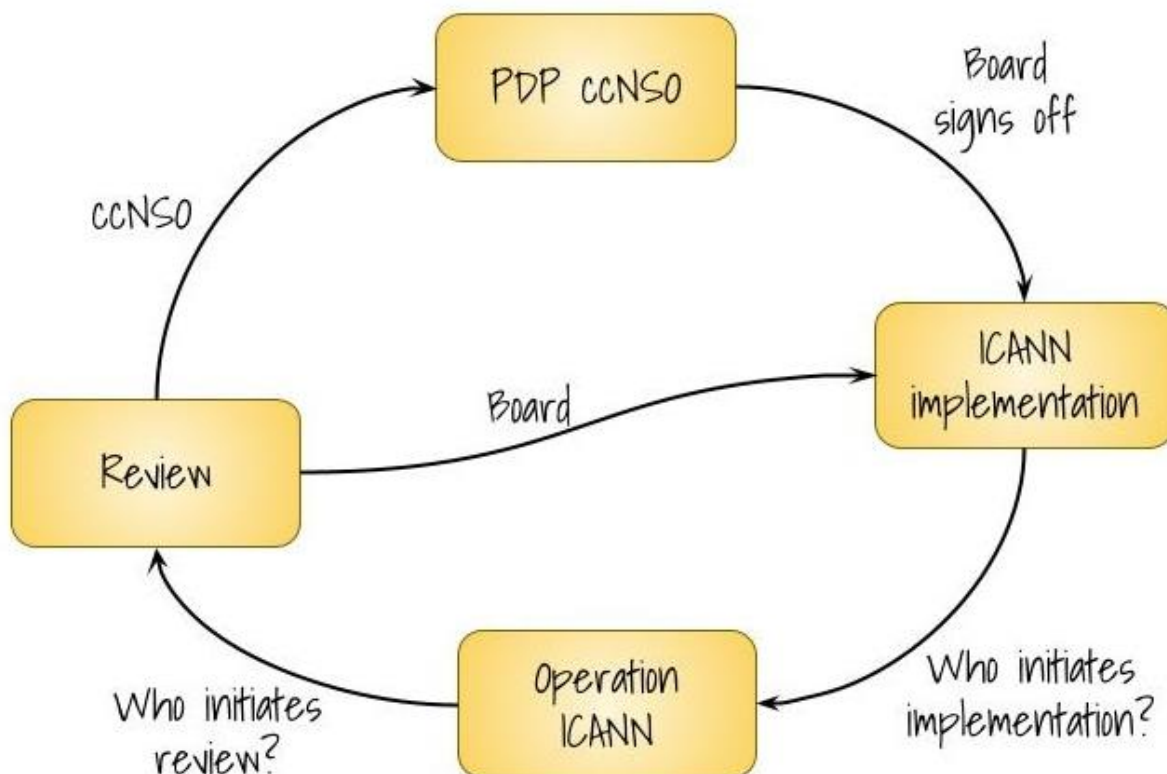 PDP ccNSO
Board
signs off
ccNSO
ICANN
implementation
Board
Review
Operation
ICANN
Who initiates
implementation?
Who initiates
review?